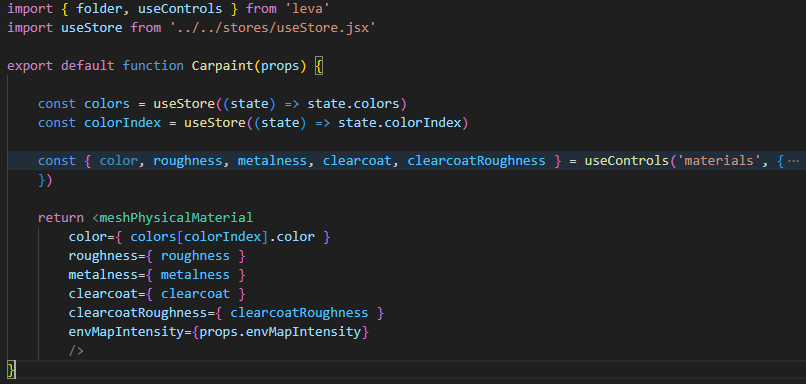 import { folder, useControls } from 'leva'
import useStore from '../../stores/useStore.jsx'
export default function Carpaint(props) {
const colors = useStore((state) => state.colors)
const colorIndex = useStore((state) => state.colorIndex)
const { color, roughness, metalness, clearcoat, clearcoatRoughness } = useControls('materials', {···
})
return <meshPhysicalMaterial
color={ colors[colorIndex].color }
roughness={ roughness }
metalness={ metalness }
clearcoat={ clearcoat }
clearcoatRoughness={ clearcoatRoughness }
envMapIntensity={props.envMapIntensity}
/>
}